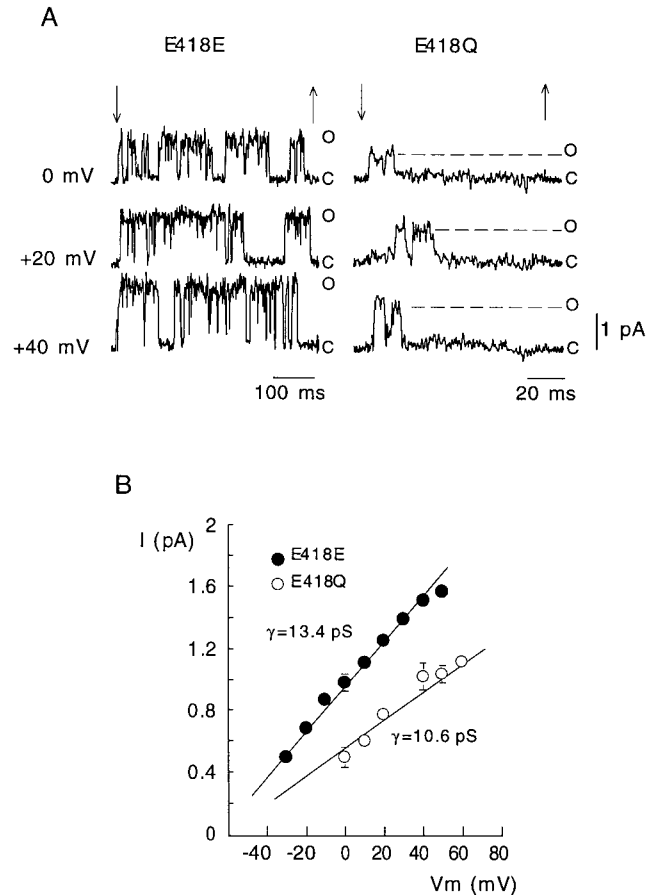 A
E418E E418Q
0 mV O C O C
+20 mV O C O C
+40 mV O C O C
1 pA
100 ms 20 ms
B
I (pA)
2
1.6
1.2
0.8
0.4
0
E418E
E418Q
γ=13.4 pS
γ=10.6 pS
-40 -20 0 20 40 60 80
Vm (mV)